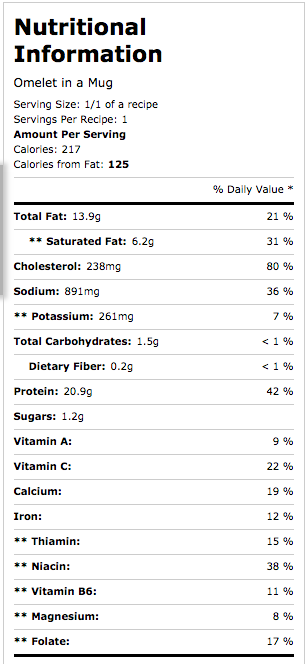 Nutritional
Information
Omelet in a Mug
Serving Size: 1/1 of a recipe
Servings Per Recipe: 1
Amount Per Serving
Calories: 217
Calories from Fat: 125
% Daily Value *
Total Fat: 13.9g 21 %
** Saturated Fat: 6.2g 31 %
Cholesterol: 238mg 80 %
Sodium: 891mg 36 %
** Potassium: 261mg 7 %
Total Carbohydrates: 1.5g < 1 %
Dietary Fiber: 0.2g < 1 %
Protein: 20.9g 42 %
Sugars: 1.2g
Vitamin A: 9 %
Vitamin C: 22 %
Calcium: 19 %
Iron: 12 %
** Thiamin: 15 %
** Niacin: 38 %
** Vitamin B6: 11 %
** Magnesium: 8 %
** Folate: 17 %